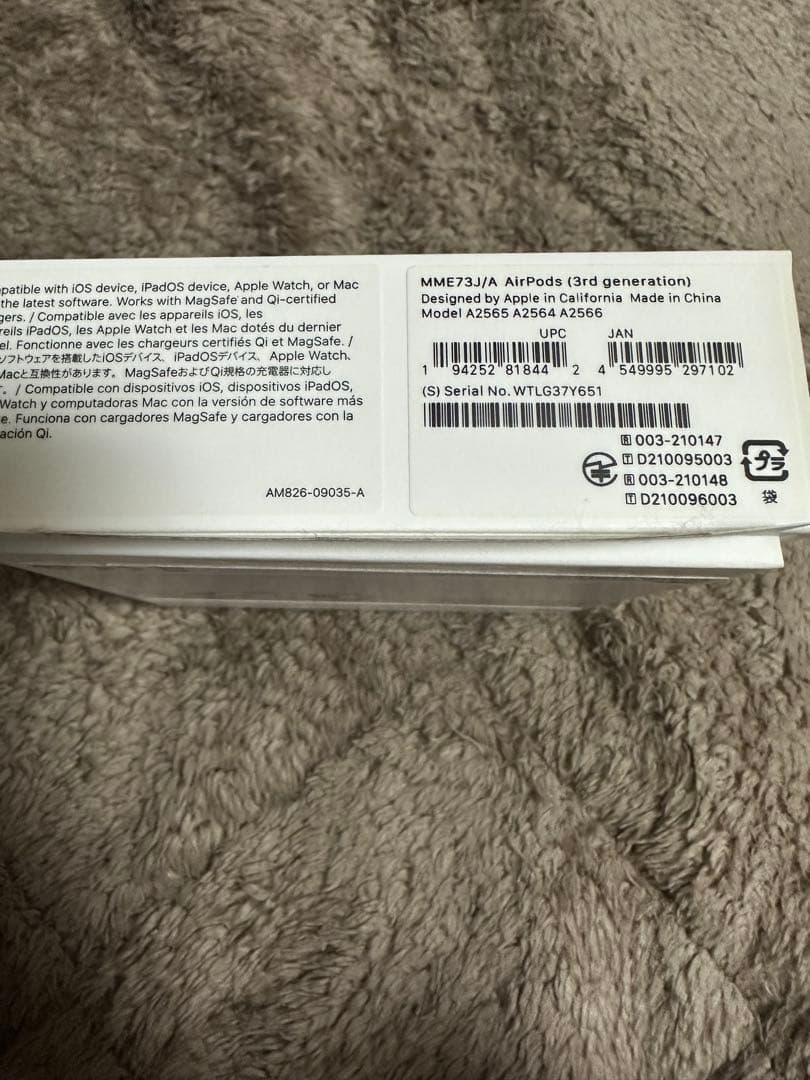 patible with iOS device, iPadOS device, Apple Watch, or Mac
the latest software. Works with MagSafe and Qi-certified
gers. / Compatible avec les appareils iOS, les
reils iPadOS, les Apple Watch et les Mac dotés du dernier
el. Fonctionne avec les chargeurs certifiés Qi et MagSafe. /
ソフトウェアを搭載したiOSデバイス、iPadOSデバイス、Apple Watch、
Macと互換性があります。MagSafeおよびQi規格の充電器に対応し
。/ Compatible con dispositivos iOS, dispositivos iPadOS,
Watch y computadoras Mac con la versión de software más
e. Funciona con cargadores MagSafe y cargadores con la
ación Qi.
AM826-09035-A
MME73J/A AirPods (3rd generation)
Designed by Apple in California Made in China
Model A2565 A2564 A2566
UPC JAN
1 94252 81844 2 4 549995 297102
(S) Serial No. WTLG37Y651
R 003-210147
T D210095003
R 003-210148
T D210096003
プラ
袋